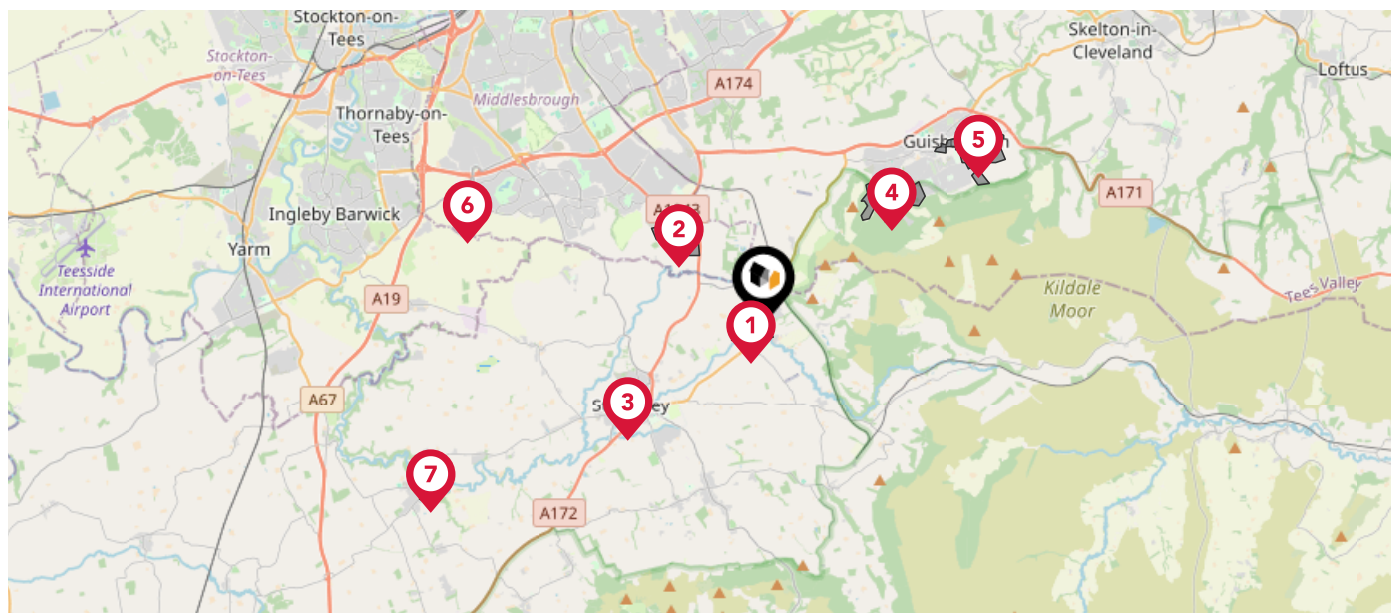 Stockton-on-
Tees
Skelton-in-
Cleveland
Stockton-
on-Tees
Loftus
A174
Middlesbrough
Thornaby-on-
Tees
5
4
A171
6
Ingleby Barwick
2
Yarm
Teesside
International
Airport
A19
Kildale
Moor
Tees Valley
1
A67
3
7
A172